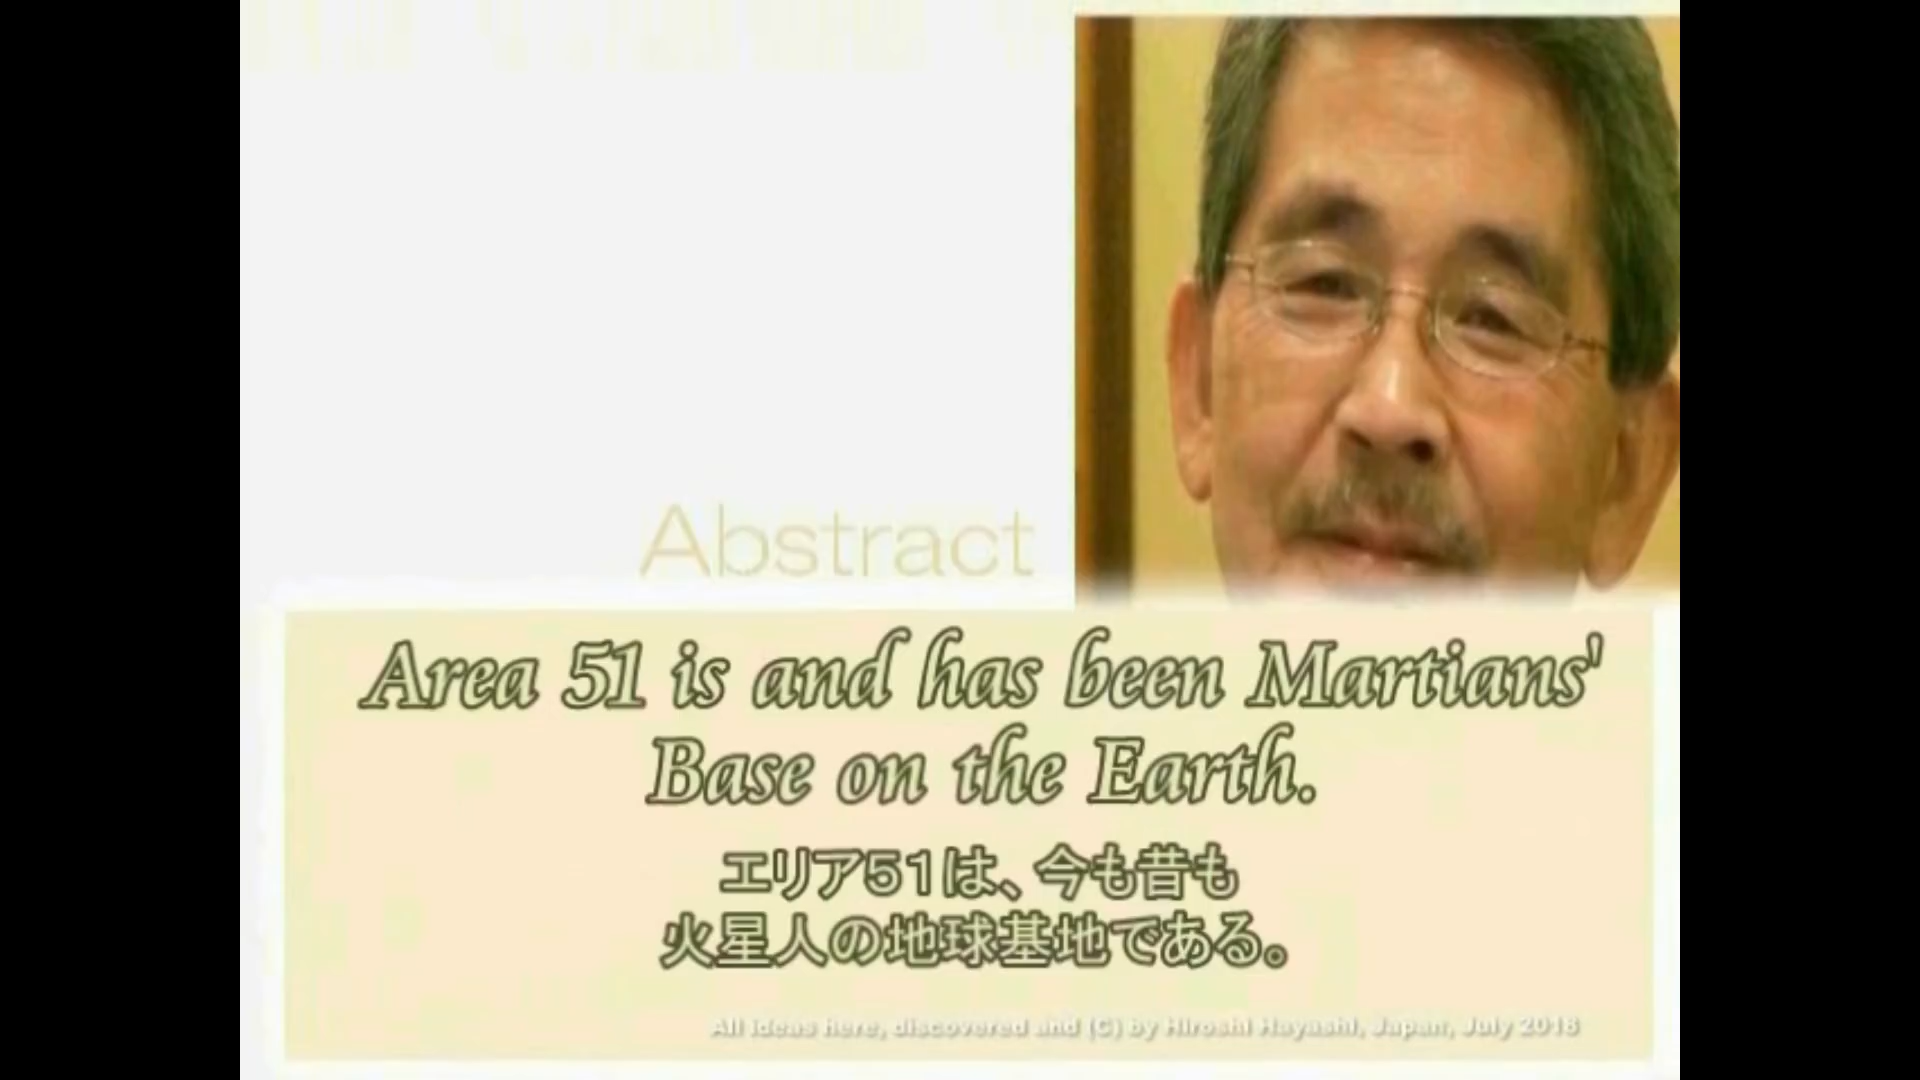 Abstract
Area 51 is and has been Martians'
Base on the Earth.
エリア51は、今も昔も
火星人の地球基地である。
All ideas here, discovered and (C) by Hiroshi Hayashi, Japan, July 2018